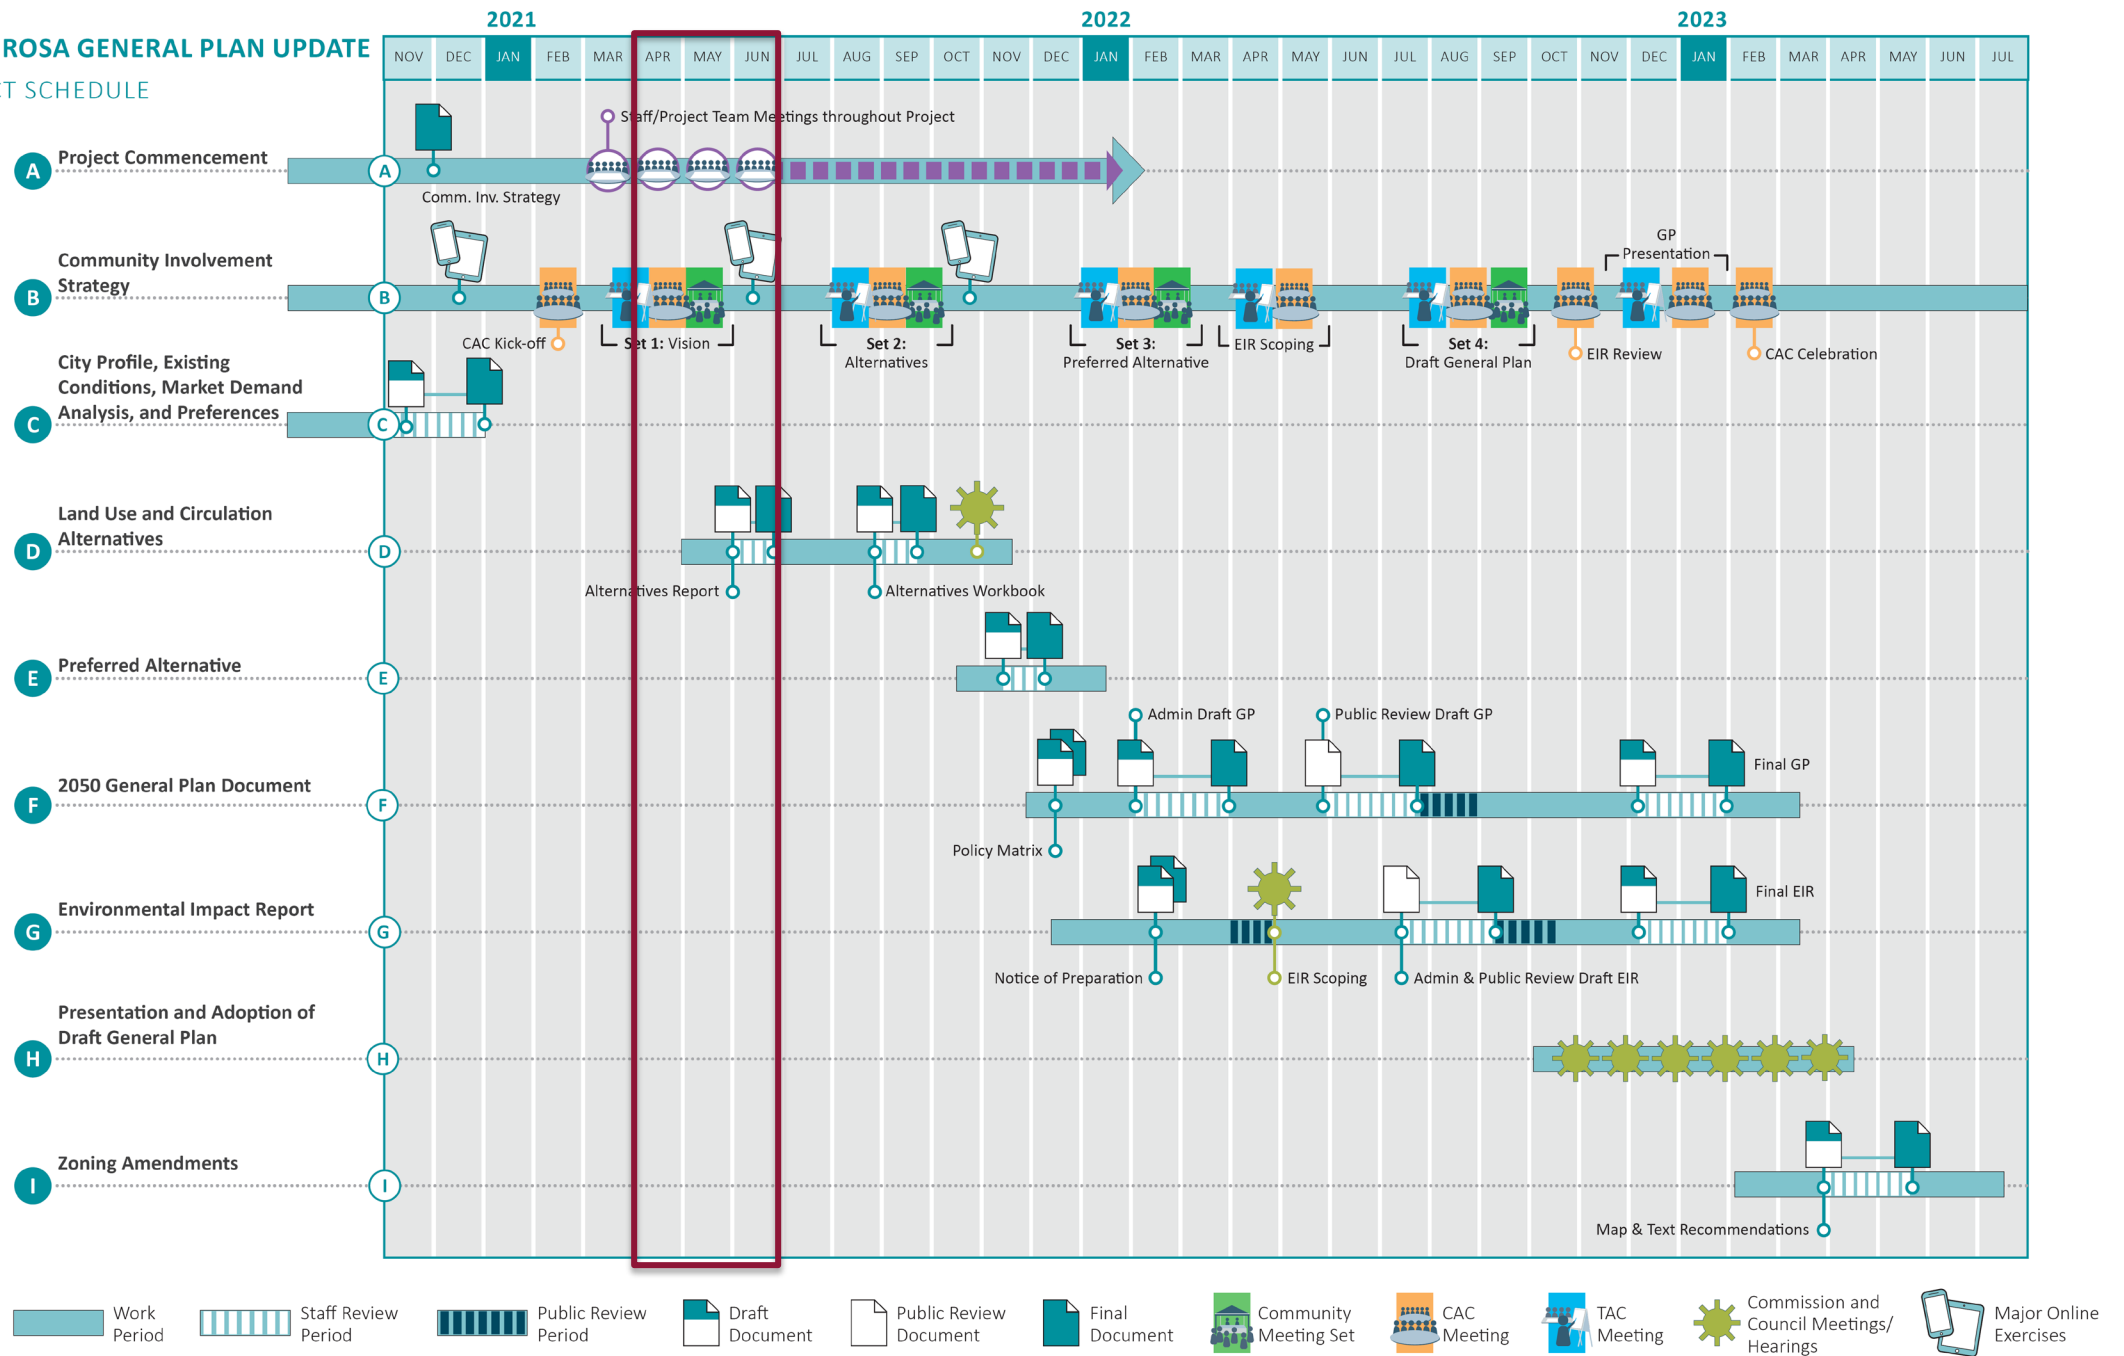 2021 2022 2023
ROSA GENERAL PLAN UPDATE
NOV DEC JAN FEB MAR APR MAY JUN JUL AUG SEP OCT NOV DEC JAN FEB MAR APR MAY JUN JUL AUG SEP OCT NOV DEC JAN FEB MAR APR MAY JUN JUL
CT SCHEDULE
Staff/Project Team Meetings throughout Project
A Project Commencement A
Comm. Inv. Strategy
B Community Involvement
Strategy B
GP
Presentation
CAC Kick-off
Set 1: Vision
Set 2:
Alternatives
Set 3:
Preferred Alternative
EIR Scoping
Set 4:
Draft General Plan
EIR Review
CAC Celebration
C City Profile, Existing
Conditions, Market Demand
Analysis, and Preferences C
D Land Use and Circulation
Alternatives D
Alternatives Report
Alternatives Workbook
E Preferred Alternative E
Admin Draft GP
Public Review Draft GP
F 2050 General Plan Document F
Final GP
Policy Matrix
G Environmental Impact Report G
Final EIR
Notice of Preparation
EIR Scoping
Admin & Public Review Draft EIR
H Presentation and Adoption of
Draft General Plan H
I Zoning Amendments I
Map & Text Recommendations
Work
Period
Staff Review
Period
Public Review
Period
Draft
Document
Public Review
Document
Final
Document
Community
Meeting Set
CAC
Meeting
TAC
Meeting
Commission and
Council Meetings/
Hearings
Major Online
Exercises